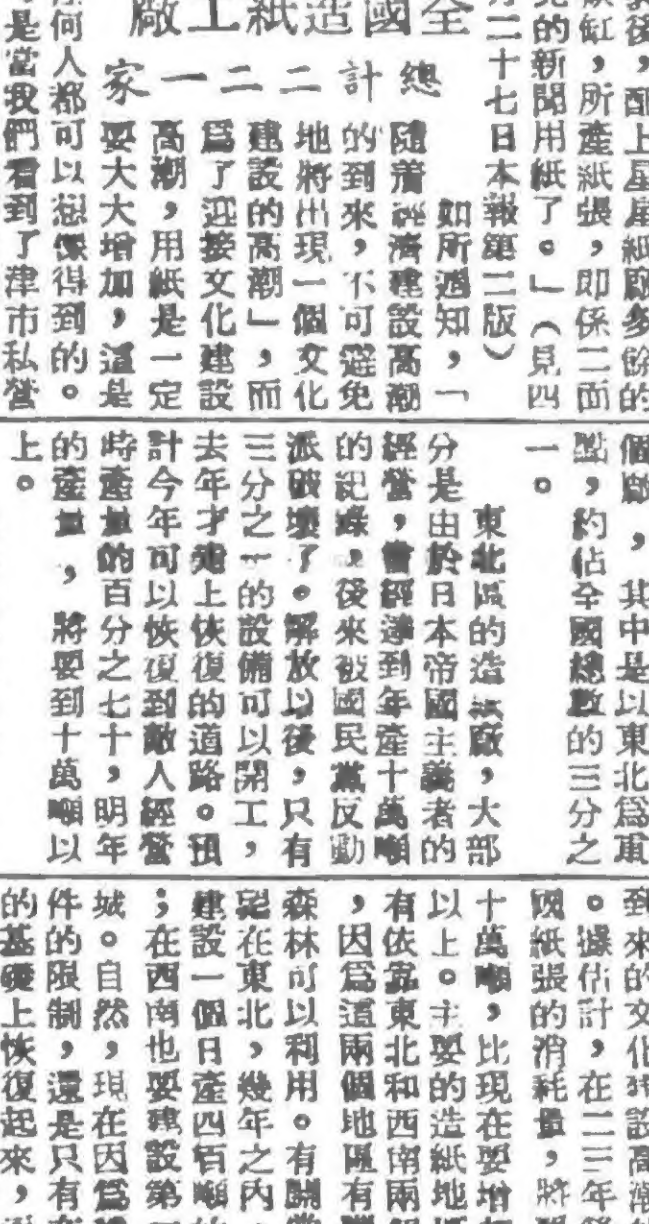 後，配上星星紙廠多餘的
缸，所產紙張，即係二面
的新聞用紙了。」（見四
二十七日本報第二版）
全國造紙工廠
總計二二一家
如所週知，「
隨着經濟建設高潮
的到來，不可避免
地將出現一個文化
建設的高潮」，而
爲了迎接文化建設
高潮，用紙是一定
要大大增加，這是
任何人都可以想像得到的。
是當我們看到了津市私營
個廠，其中是以東北爲重
點，約佔全國總數的三分之
一。
東北區的造紙廠，大部
分是由於日本帝國主義者的
經營，曾經達到年產十萬噸
的紀錄，後來被國民黨反動
派破壞了。解放以後，只有
三分之一的設備可以開工，
去年才走上恢復的道路。預
計今年可以恢復到敵人經營
時產量的百分之七十，明年
的產量，將要到十萬噸以
上。
到來的文化建設高潮
。據估計，在二三年
國紙張的消耗量，將
十萬噸，比現在要增
以上。主要的造紙地
有依靠東北和西南兩
，因爲這兩個地區有
森林可以利用。有關
望在東北，幾年之內，
建設一個日產四百噸
；在西南也要建設第
城。自然，現在因爲
件的限制，還是只有
的基礎上恢復起來，